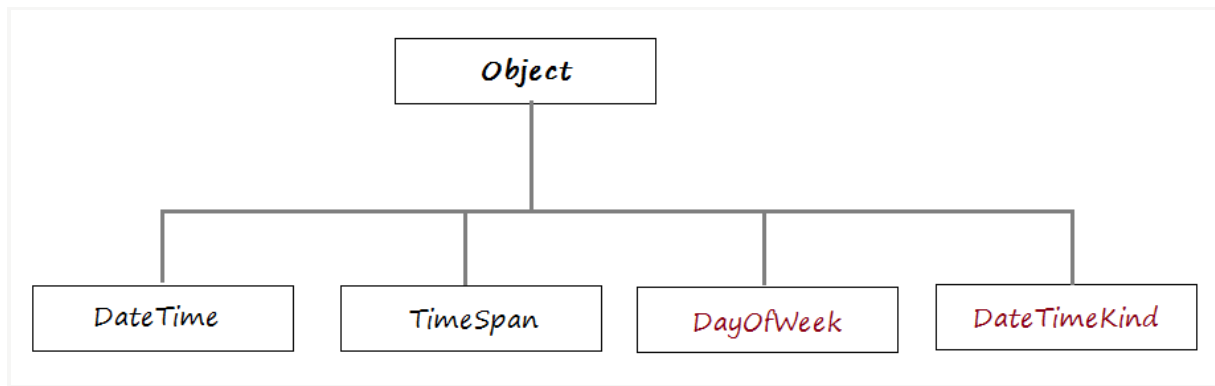 Object
DateTime
TimeSpan
DayOfWeek
DateTimeKind